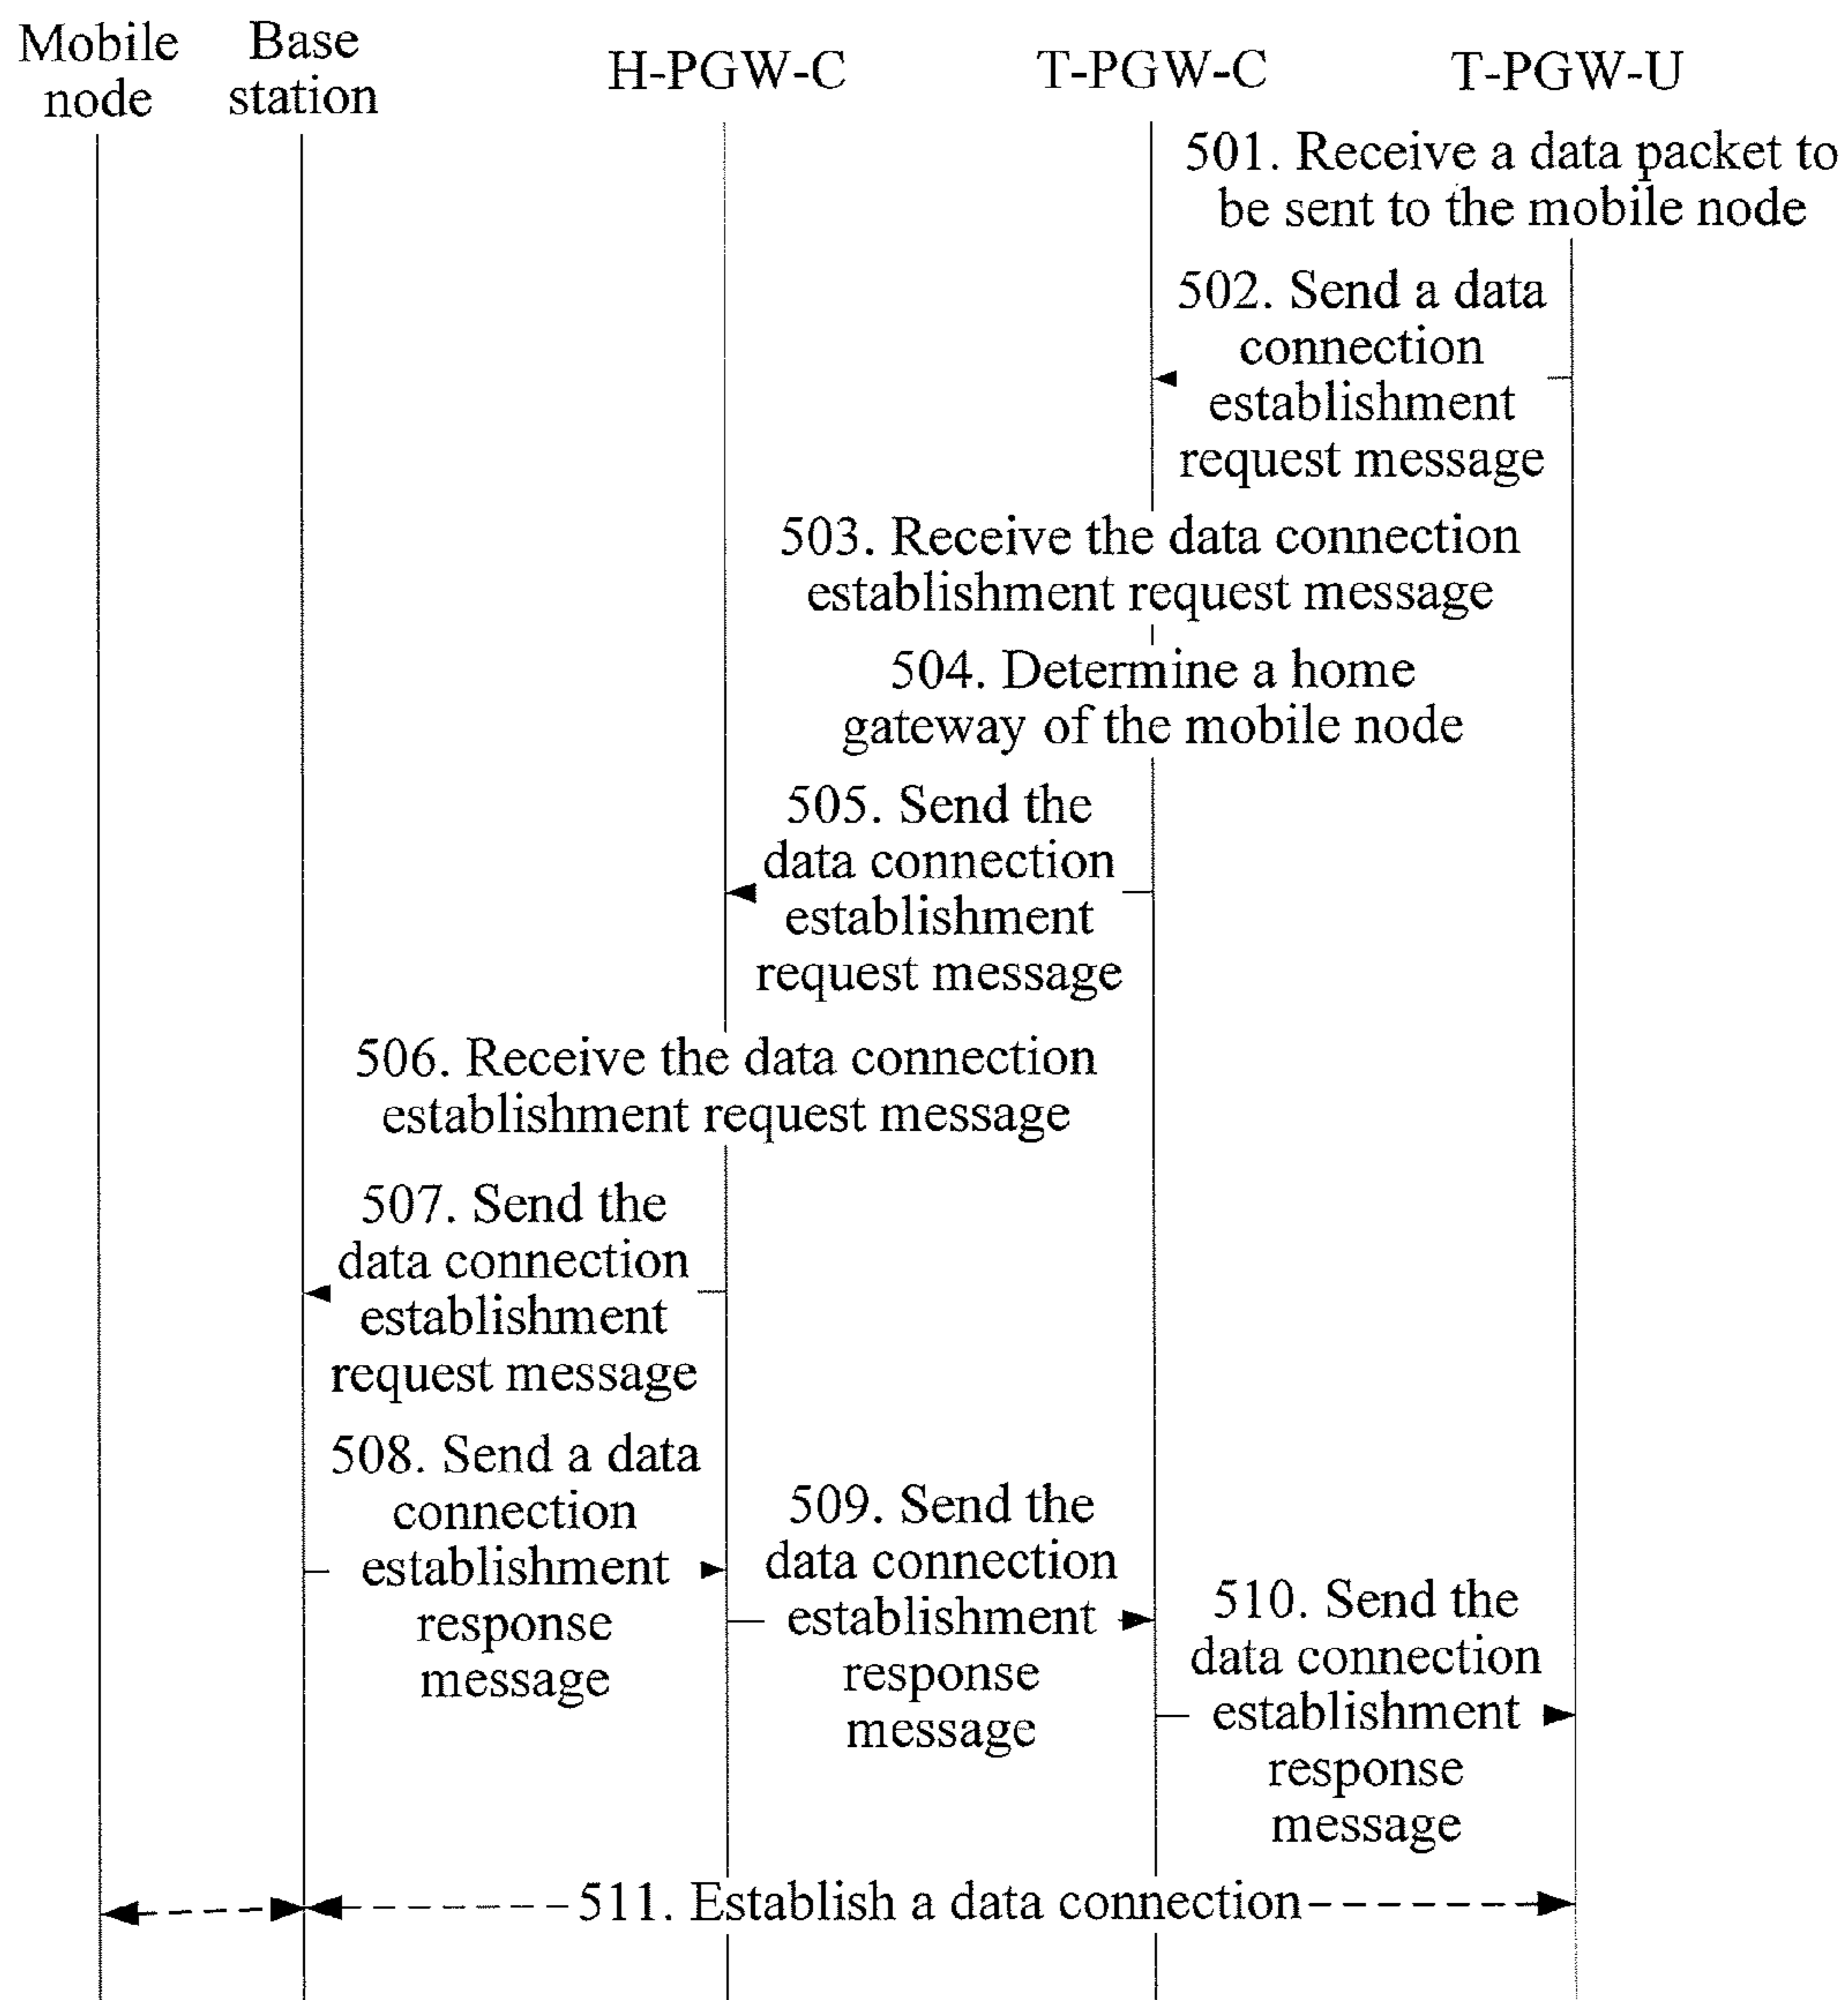 Mobile
node
Base
station
H-PGW-C
T-PGW-C
T-PGW-U
501. Receive a data packet to
be sent to the mobile node
502. Send a data
connection
establishment
request message
503. Receive the data connection
establishment request message
504. Determine a home
gateway of the mobile node
505. Send the
data connection
establishment
request message
506. Receive the data connection
establishment request message
507. Send the
data connection
establishment
request message
508. Send a data
connection
establishment
response
message
509. Send the
data connection
establishment
response
message
510. Send the
data connection
establishment
response
message
511. Establish a data connection